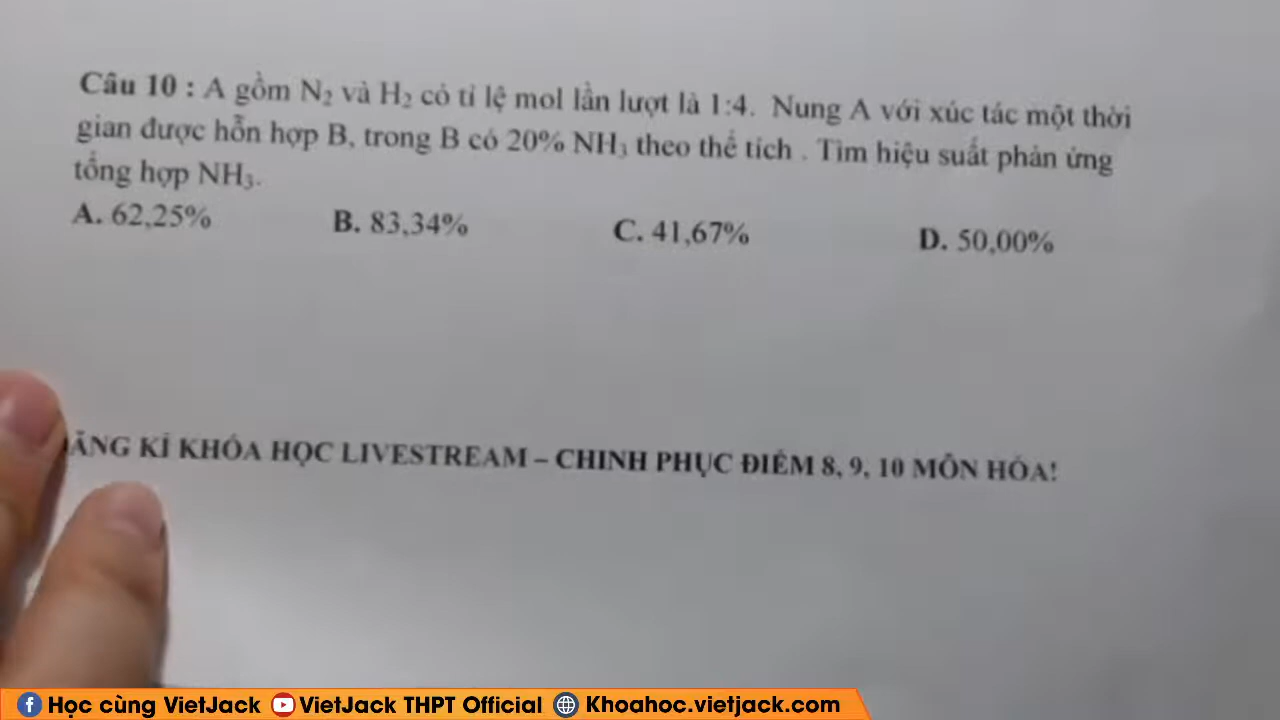 Câu 10 : A gồm N₂ và H₂ có tỉ lệ mol lần lượt là 1:4. Nung A với xúc tác một thời
gian được hỗn hợp B, trong B có 20% NH₃ theo thể tích . Tìm hiệu suất phản ứng
tổng hợp NH₃.
A. 62,25% B. 83,34% C. 41,67% D. 50,00%
ĐĂNG KÍ KHÓA HỌC LIVESTREAM – CHINH PHỤC ĐIỂM 8, 9, 10 MÔN HÓA!
Học cùng VietJack VietJack THPT Official Khoahoc.vietjack.com